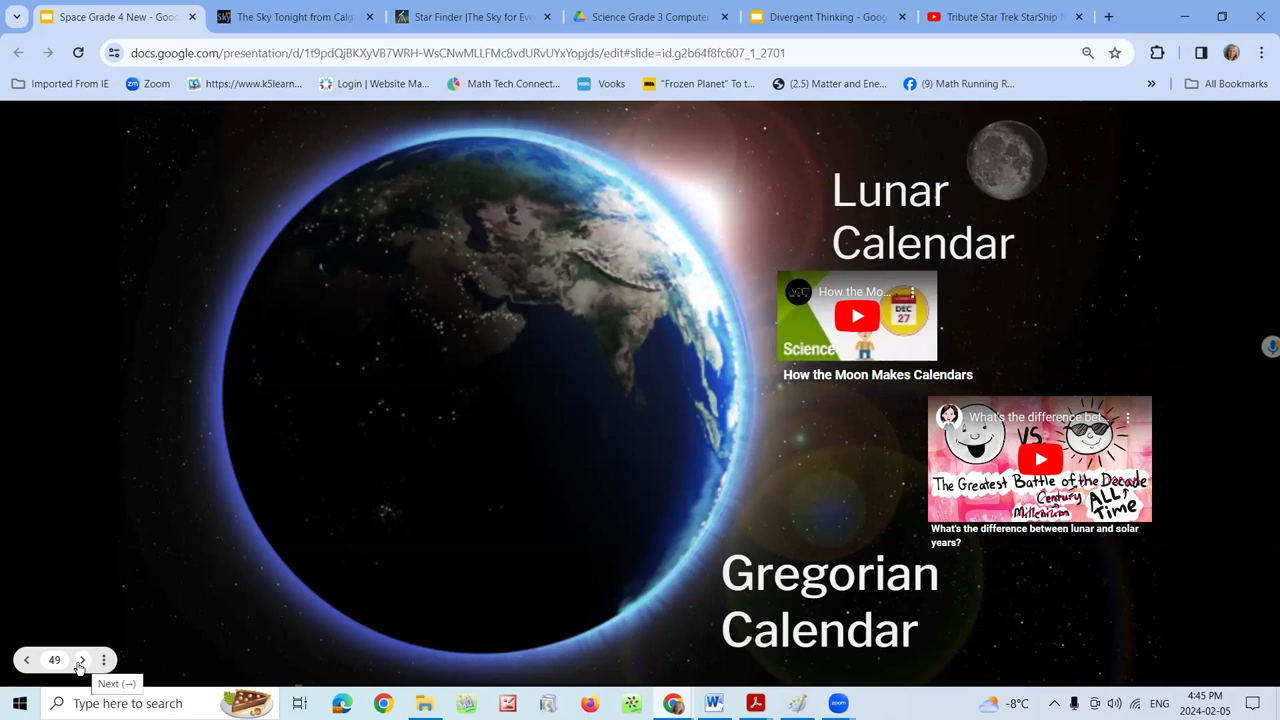 Space Grade 4 New - Goo
The Sky Tonight from Calg
Star Finder |The Sky for Ev
Science Grade 3 Computer
Divergent Thinking - Goog
Tribute Star Trek StarShip
docs.google.com/presentation/d/1t9pdQjBKXyVB7WRH-WsCNwMLLFMc8vdURvUYxYopjds/edit#slide=id.g2b64f8fc607_1_2701
Imported From IE
Zoom
https://www.k5learn...
Login | Website Ma...
Math Tech Connect...
Vooks
"Frozen Planet" To t...
(2.5) Matter and Ene...
(9) Math Running R...
»
All Bookmarks
Lunar
Calendar
How the Mo...
DEC
27
Science
How the Moon Makes Calendars
What's the difference bet...
VS
The Greatest Battle of the Decade
Century
Millenium
ALL
Time
What's the difference between lunar and solar
years?
Gregorian
Calendar
49
Next (→)
Type here to search
-8°C
ENG
4:45 PM
2024-02-05